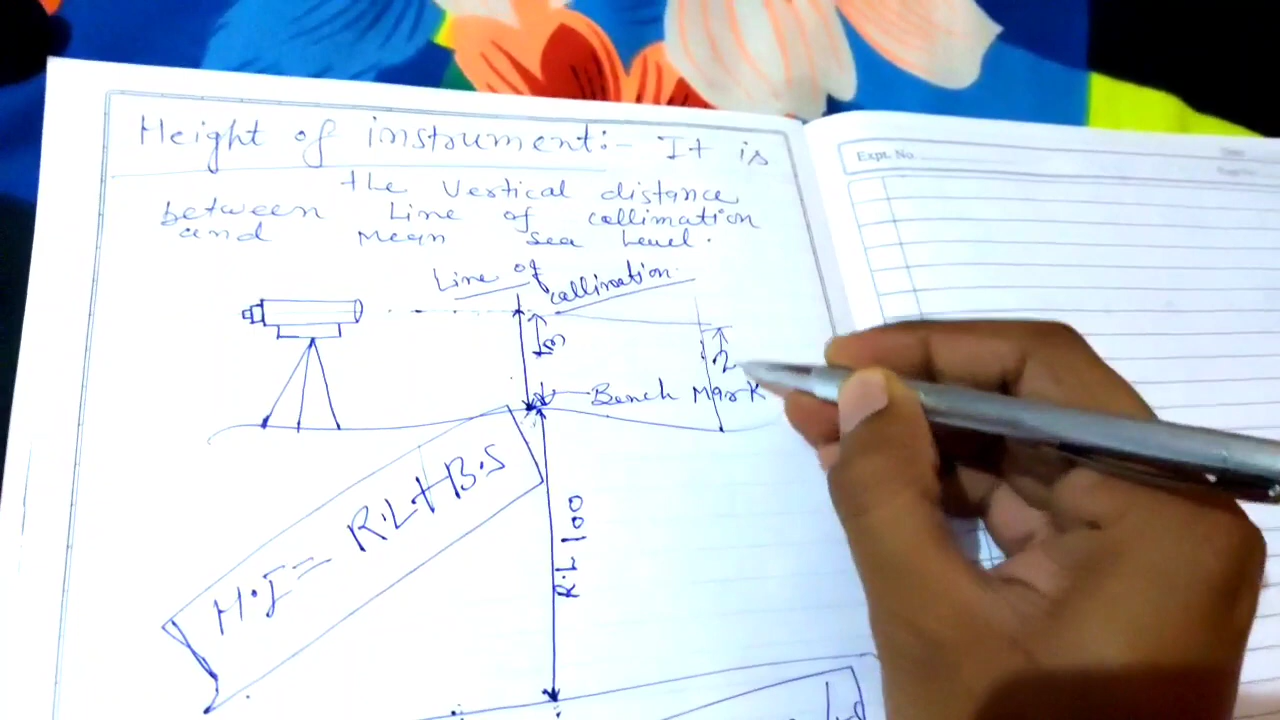 Height of instrument:- It is
the vertical distance
between Line of collimation
and Mean Sea Level.
Line of
collimation.
3
2
Bench Mark
H.I = R.L + B.S
R.L 100
Expt. No.